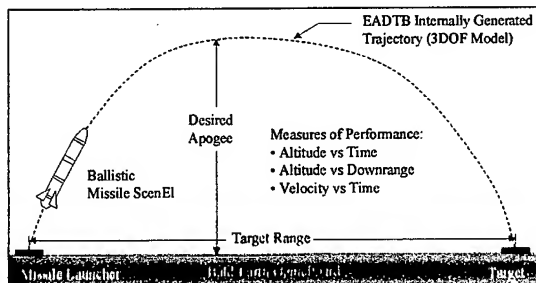 EADTB Internally Generated
Trajectory (3DOF Model)
Desired
Apogee
Measures of Performance:
• Altitude vs Time
• Altitude vs Downrange
• Velocity vs Time
Ballistic
Missile ScenEl
Target Range
Missile Launcher
Target